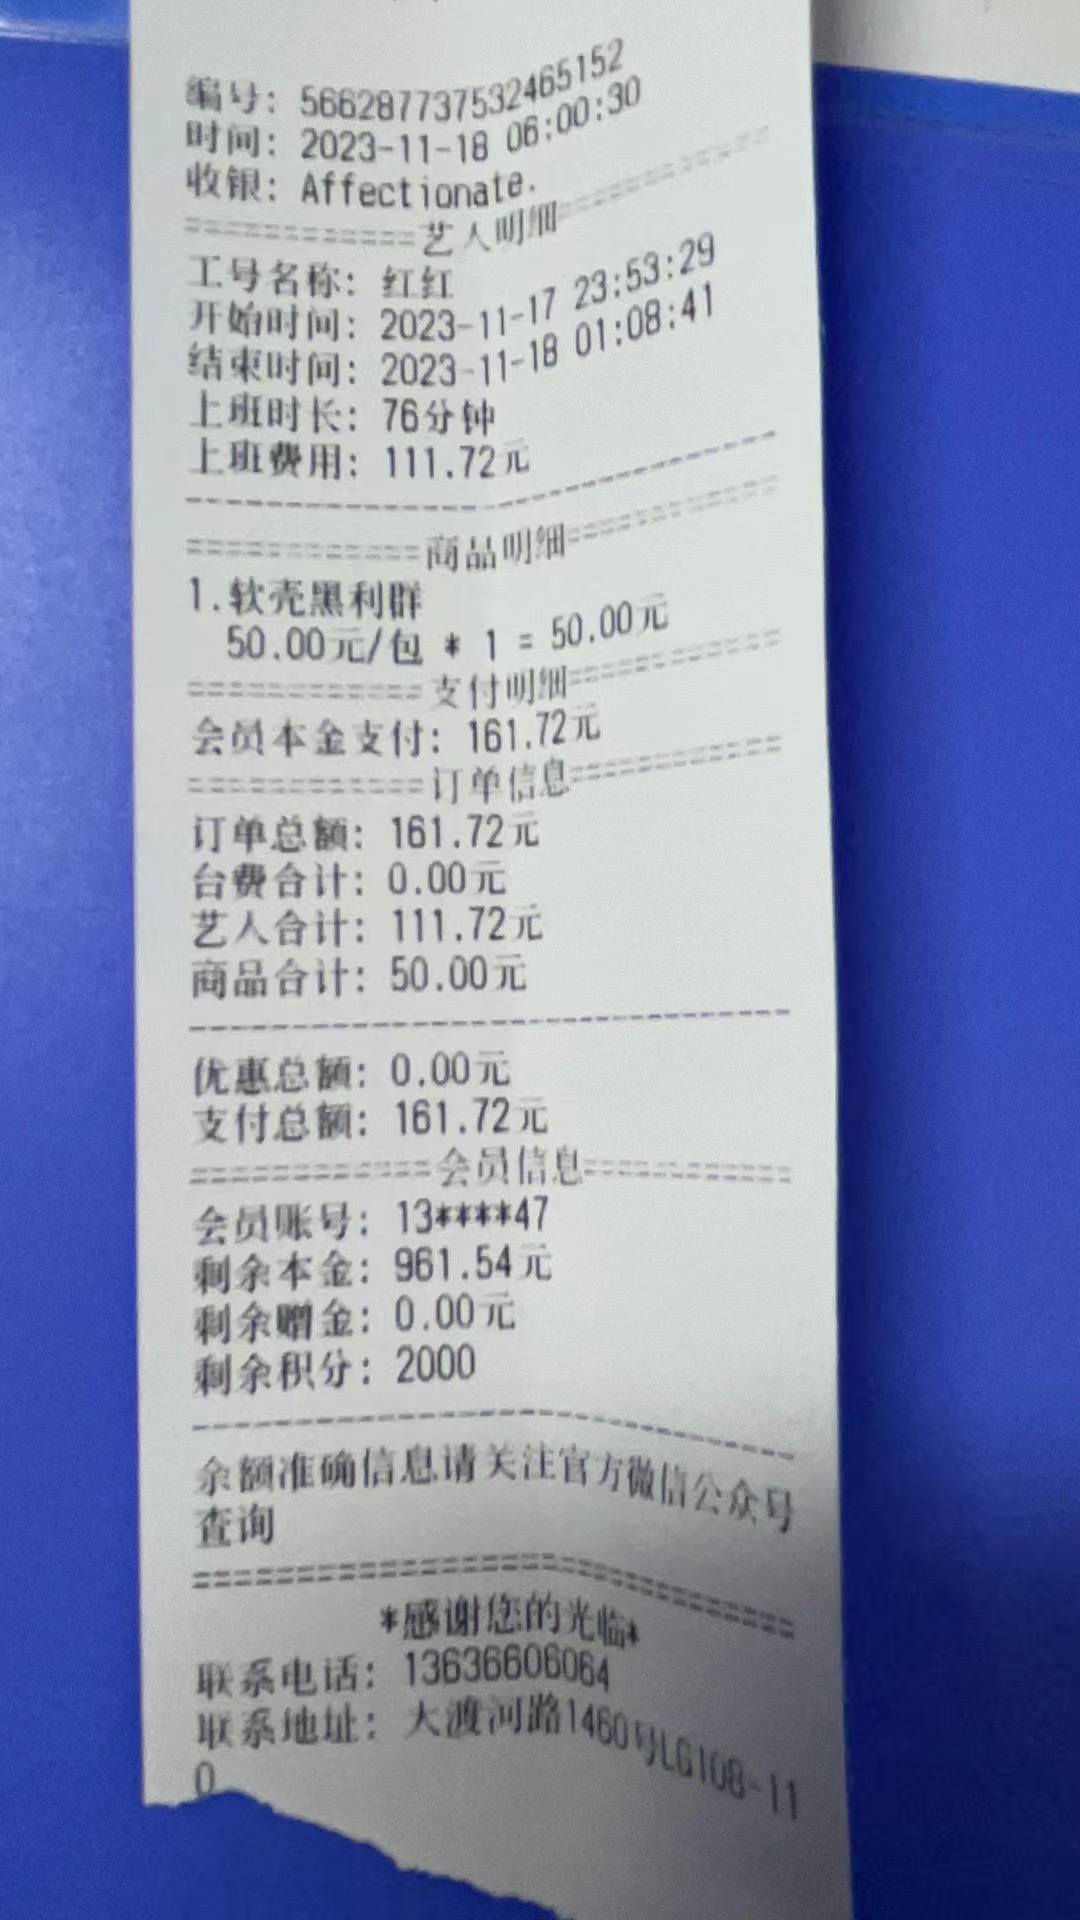 编号: 566287737532465152
时间: 2023-11-18 06:00:30
收银: Affectionate.
============艺人明细============
工号名称: 红红
开始时间: 2023-11-17 23:53:29
结束时间: 2023-11-18 01:08:41
上班时长: 76分钟
上班费用: 111.72元
--------------------------------
============商品明细============
1.软壳黑利群
50.00元/包 * 1 = 50.00元
============支付明细============
会员本金支付: 161.72元
============订单信息============
订单总额: 161.72元
台费合计: 0.00元
艺人合计: 111.72元
商品合计: 50.00元
--------------------------------
优惠总额: 0.00元
支付总额: 161.72元
============会员信息============
会员账号: 13****47
剩余本金: 961.54元
剩余赠金: 0.00元
剩余积分: 2000
--------------------------------
余额准确信息请关注官方微信公众号
查询
================================
*感谢您的光临*
联系电话: 13636606064
联系地址: 大渡河路1460号LG108-11
0